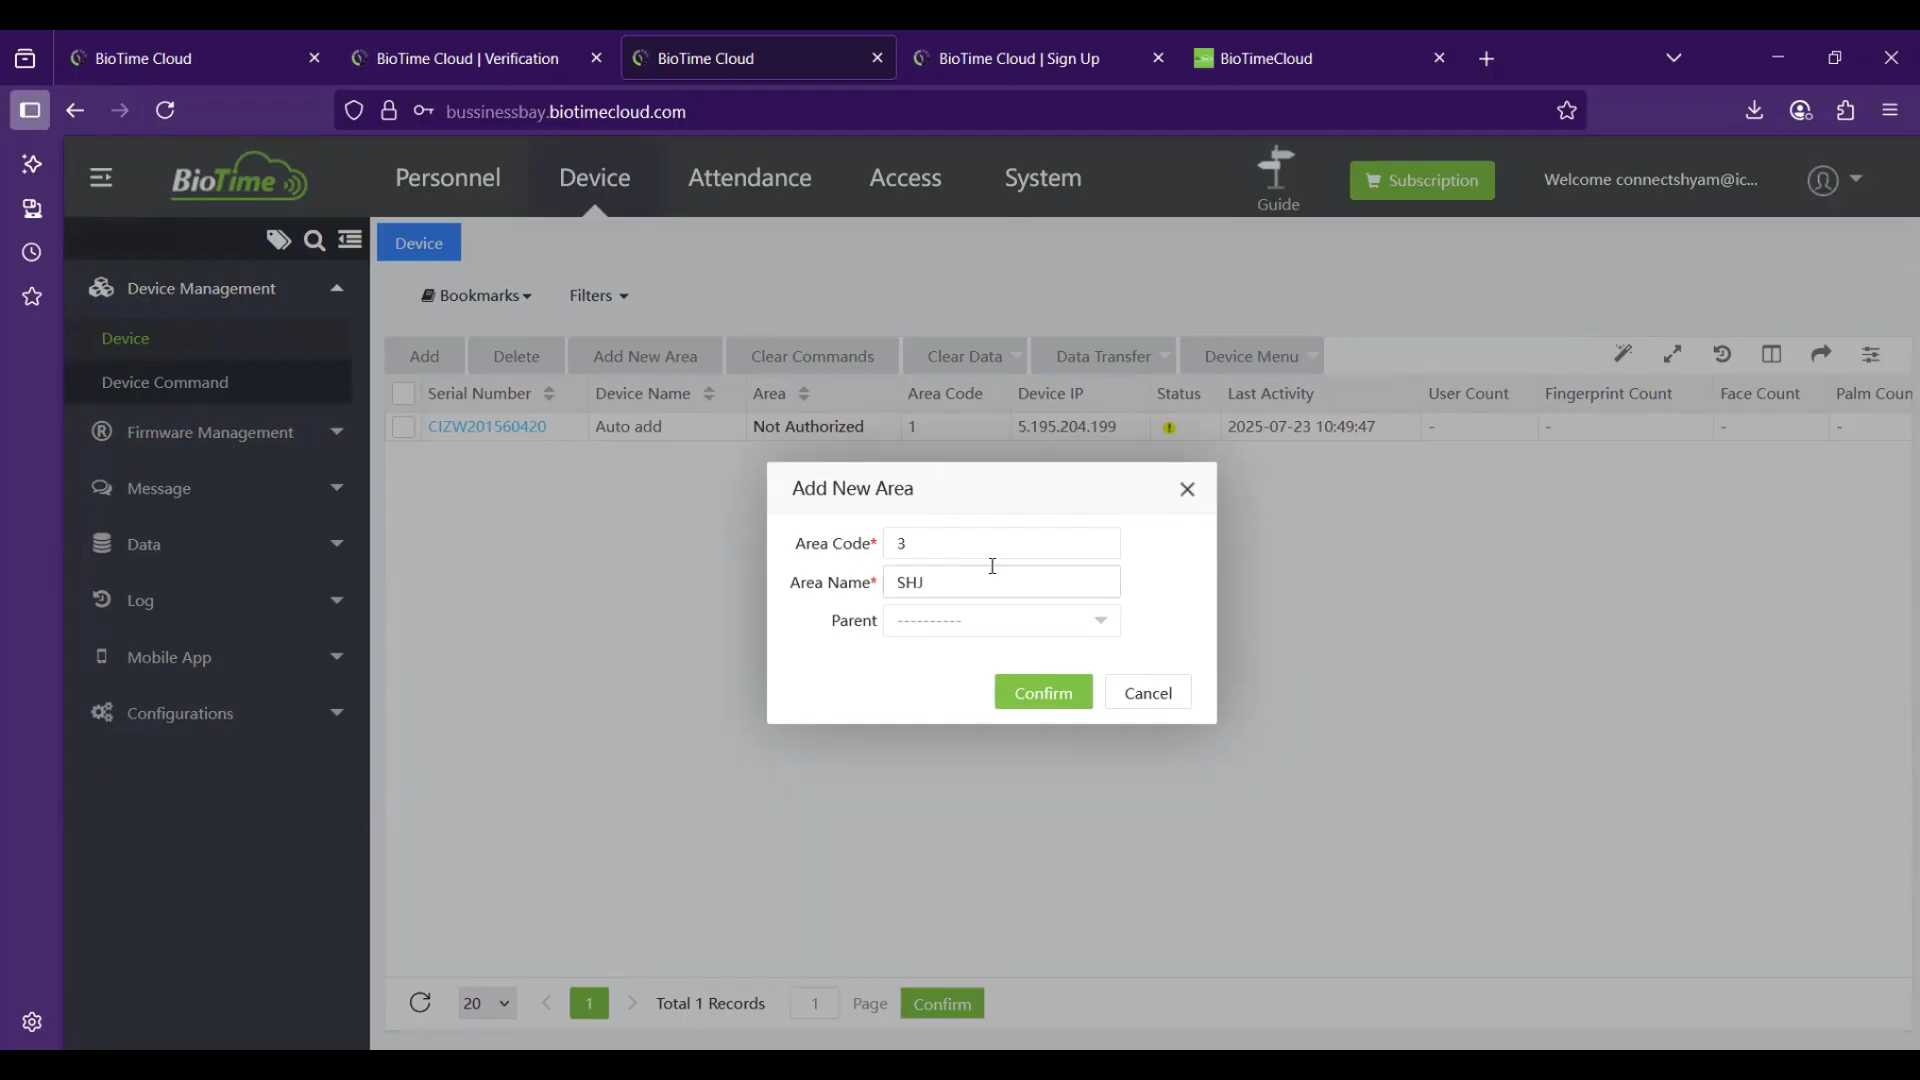 BioTime Cloud
BioTime Cloud | Verification
BioTime Cloud
BioTime Cloud | Sign Up
BioTimeCloud
bussinessbay.biotimecloud.com
BioTime
Personnel
Device
Attendance
Access
System
Guide
Subscription
Welcome connectshyam@ic...
Device
Device Management
Device
Device Command
Firmware Management
Message
Data
Log
Mobile App
Configurations
Bookmarks
Filters
Add
Delete
Add New Area
Clear Commands
Clear Data
Data Transfer
Device Menu
Serial Number Device Name Area Area Code Device IP Status Last Activity User Count Fingerprint Count Face Count Palm Coun
CIZW201560420 Auto add Not Authorized 1 5.195.204.199 2025-07-23 10:49:47 - - - -
Add New Area
Area Code* 3
Area Name* SHJ
Parent ----------
Confirm
Cancel
20
1
Total 1 Records
1
Page
Confirm